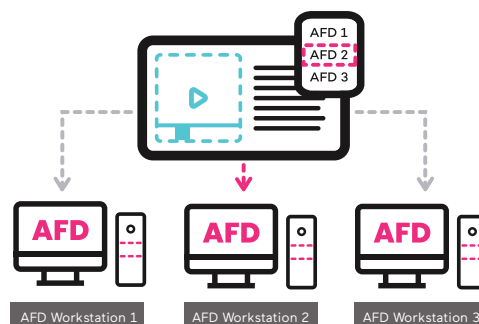 AFD 1
AFD 2
AFD 3
AFD
AFD
AFD
AFD Workstation 1
AFD Workstation 2
AFD Workstation 3